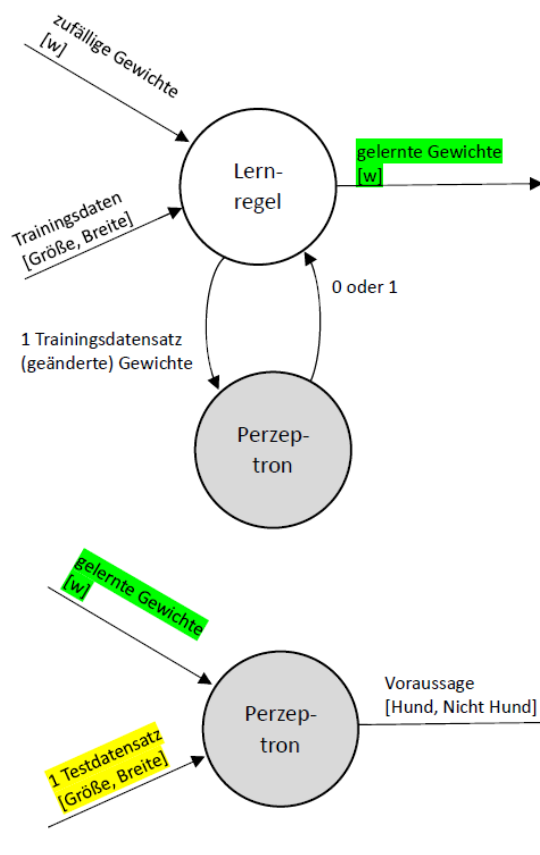 zufällige Gewichte
[w]
Lern-
regel
gelernte Gewichte
[w]
Trainingsdaten
[Größe, Breite]
0 oder 1
1 Trainingsdatensatz
(geänderte) Gewichte
Perzep-
tron
gelernte Gewichte
[w]
Perzep-
tron
Voraussage
[Hund, Nicht Hund]
1 Testdatensatz
[Größe, Breite]